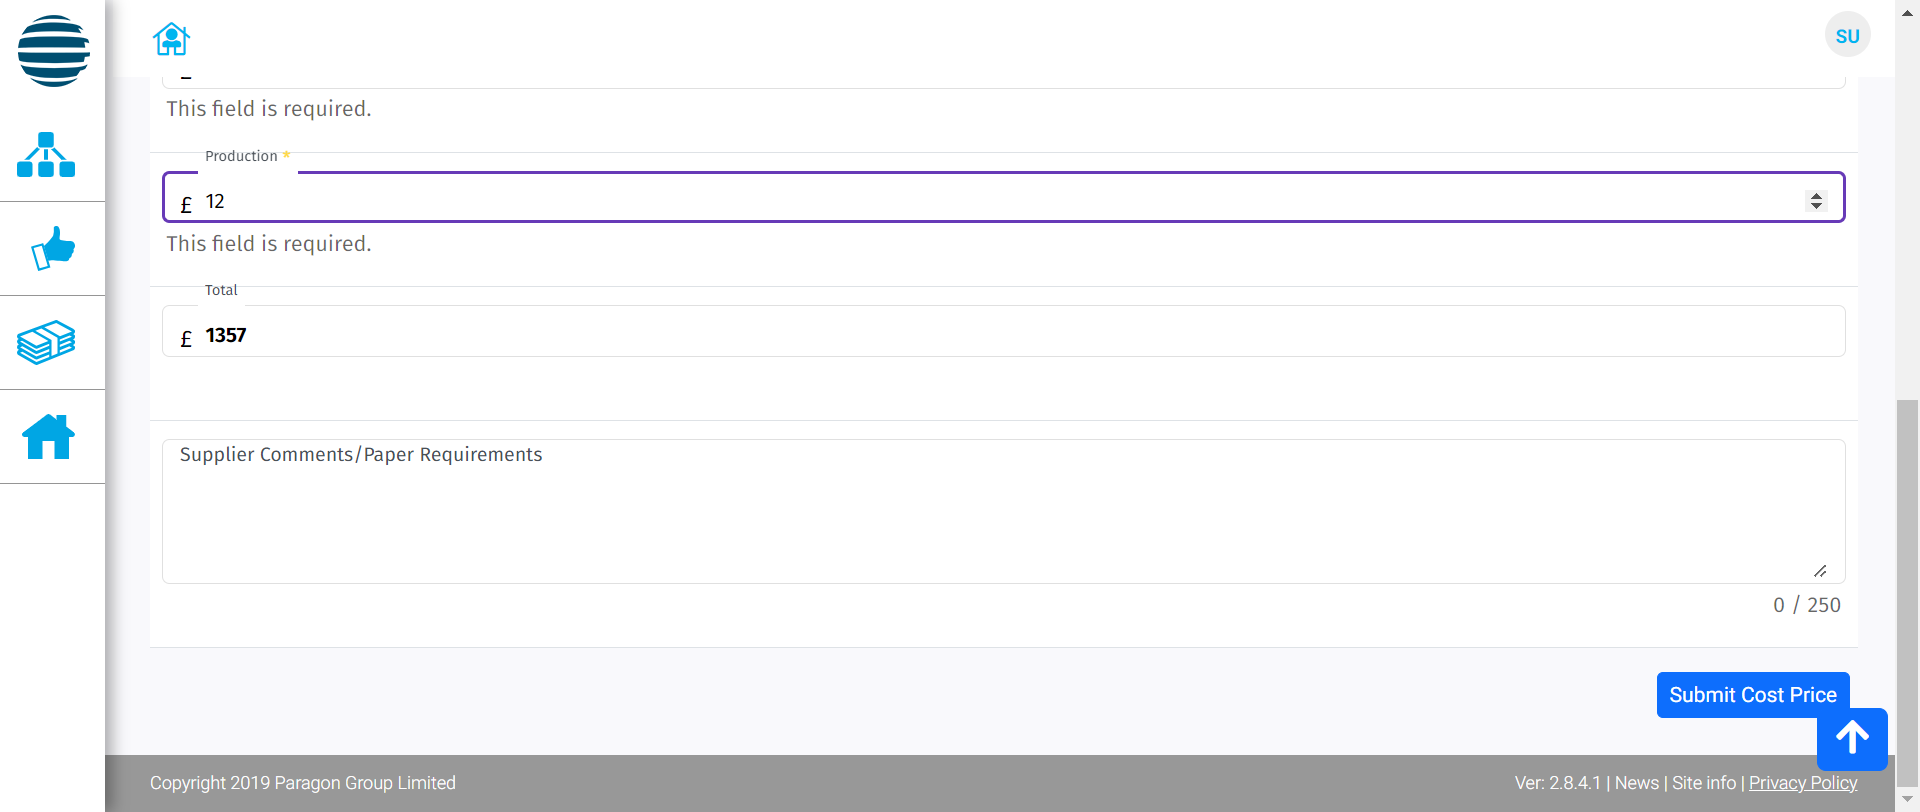 SU
This field is required.
Production *
£ 12
This field is required.
Total
£ 1357
Supplier Comments/Paper Requirements
0 / 250
Submit Cost Price
Copyright 2019 Paragon Group Limited
Ver: 2.8.4.1 | News | Site info | Privacy Policy